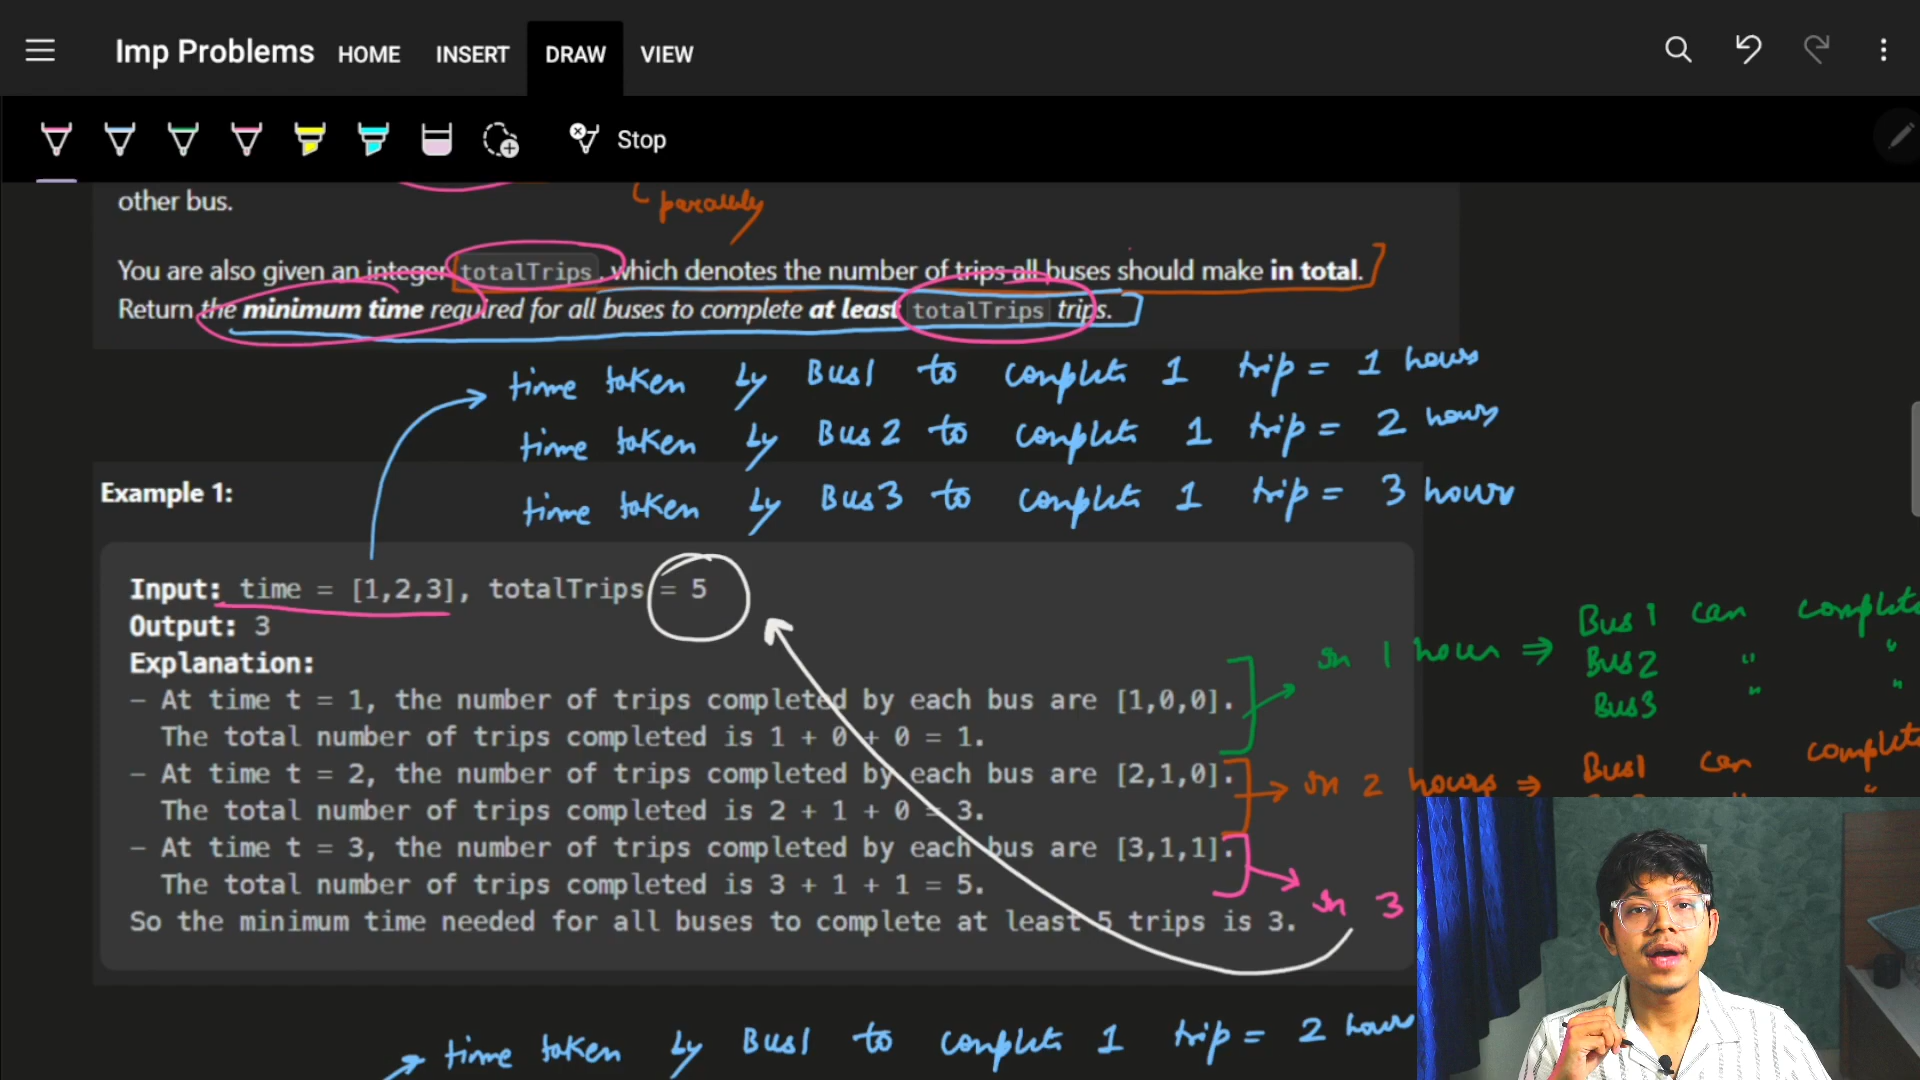 Imp Problems HOME INSERT DRAW VIEW
Stop
other bus.
parallely
You are also given an integer totalTrips, which denotes the number of trips all buses should make in total.
Return the minimum time required for all buses to complete at least totalTrips trips.
time taken by Bus1 to complete 1 trip = 1 hours
time taken by Bus2 to complete 1 trip = 2 hours
time taken by Bus3 to complete 1 trip = 3 hours
Example 1:
Input: time = [1,2,3], totalTrips = 5
Output: 3
Explanation:
- At time t = 1, the number of trips completed by each bus are [1,0,0].
The total number of trips completed is 1 + 0 + 0 = 1.
- At time t = 2, the number of trips completed by each bus are [2,1,0].
The total number of trips completed is 2 + 1 + 0 = 3.
- At time t = 3, the number of trips completed by each bus are [3,1,1].
The total number of trips completed is 3 + 1 + 1 = 5.
So the minimum time needed for all buses to complete at least 5 trips is 3.
In 1 hour ⇒ Bus1 can complete
Bus2 " "
Bus3 " "
In 2 hours ⇒ Bus1 can complete
In 3
time taken by Bus1 to complete 1 trip = 2 hours